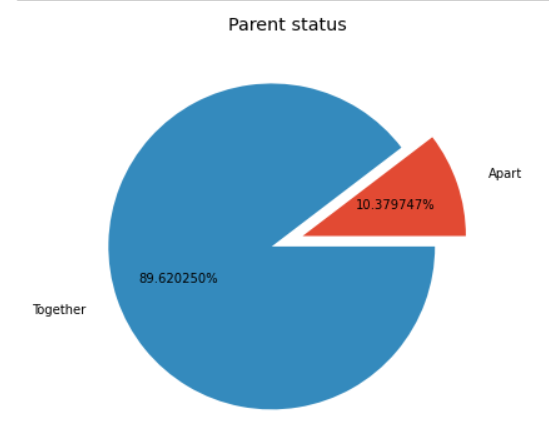 Parent status
Apart
10.379747%
89.620250%
Together